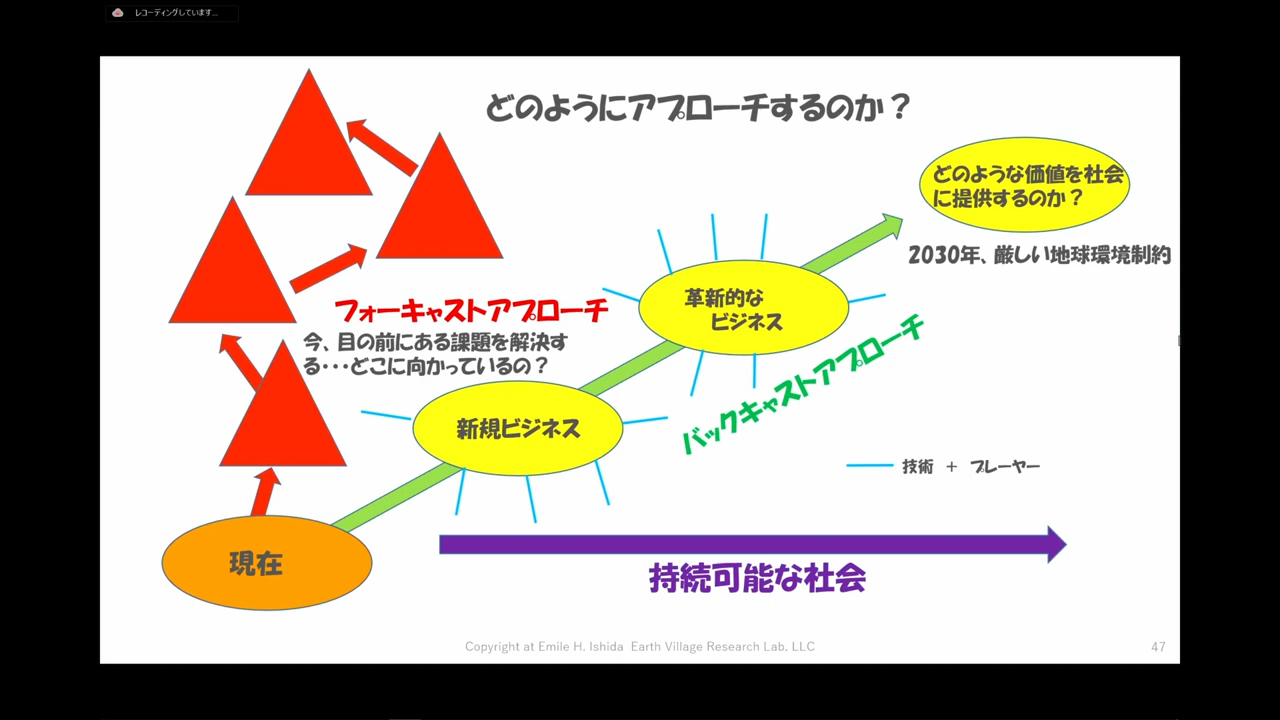 レコーディングしています...
どのようにアプローチするのか？
どのような価値を社会
に提供するのか？
2030年、厳しい地球環境制約
革新的な
ビジネス
フォーキャストアプローチ
今、目の前にある課題を解決す
る・・・どこに向かっているの？
バックキャストアプローチ
新規ビジネス
技術 + プレーヤー
現在
持続可能な社会
Copyright at Emile H. Ishida Earth Village Research Lab. LLC
47